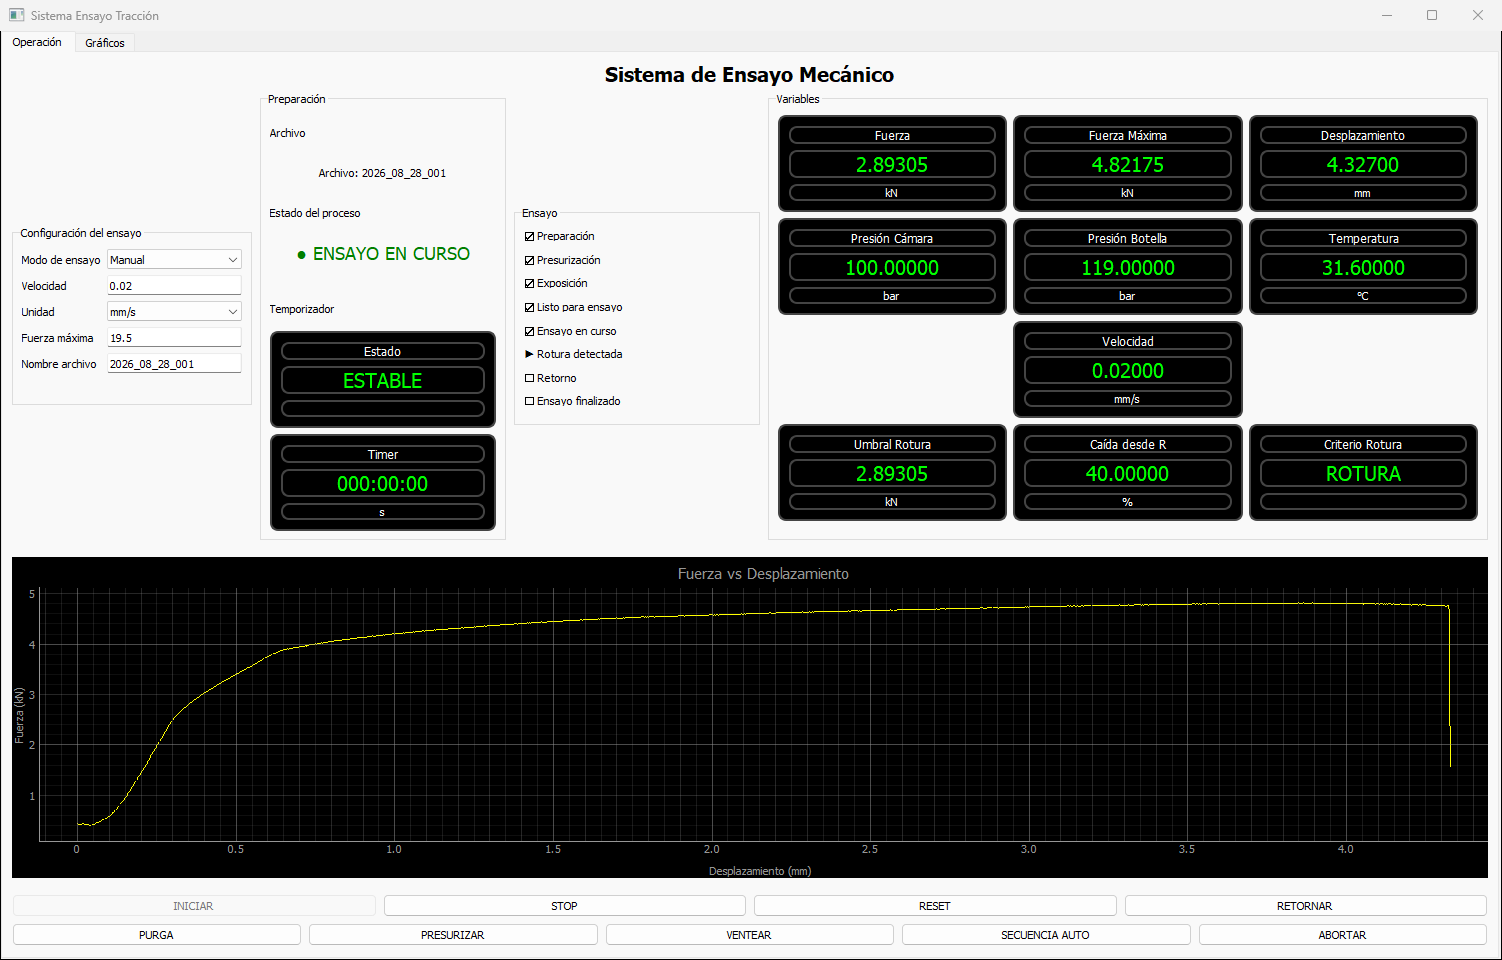 Sistema Ensayo Tracción
Operación
Gráficos
Sistema de Ensayo Mecánico
Configuración del ensayo
Modo de ensayo
Manual
Velocidad
0.02
Unidad
mm/s
Fuerza máxima
19.5
Nombre archivo
2026_08_28_001
Preparación
Archivo
Archivo: 2026_08_28_001
Estado del proceso
● ENSAYO EN CURSO
Temporizador
Estado
ESTABLE
Timer
000:00:00
s
Ensayo
☑ Preparación
☑ Presurización
☑ Exposición
☑ Listo para ensayo
☑ Ensayo en curso
▶ Rotura detectada
☐ Retorno
☐ Ensayo finalizado
Variables
Fuerza
2.89305
kN
Fuerza Máxima
4.82175
kN
Desplazamiento
4.32700
mm
Presión Cámara
100.00000
bar
Presión Botella
119.00000
bar
Temperatura
31.60000
°C
Velocidad
0.02000
mm/s
Umbral Rotura
2.89305
kN
Caída desde R
40.00000
%
Criterio Rotura
ROTURA
Fuerza vs Desplazamiento
Fuerza (kN)
5
4
3
2
1
0 0.5 1.0 1.5 2.0 2.5 3.0 3.5 4.0
Desplazamiento (mm)
INICIAR
STOP
RESET
RETORNAR
PURGA
PRESURIZAR
VENTEAR
SECUENCIA AUTO
ABORTAR